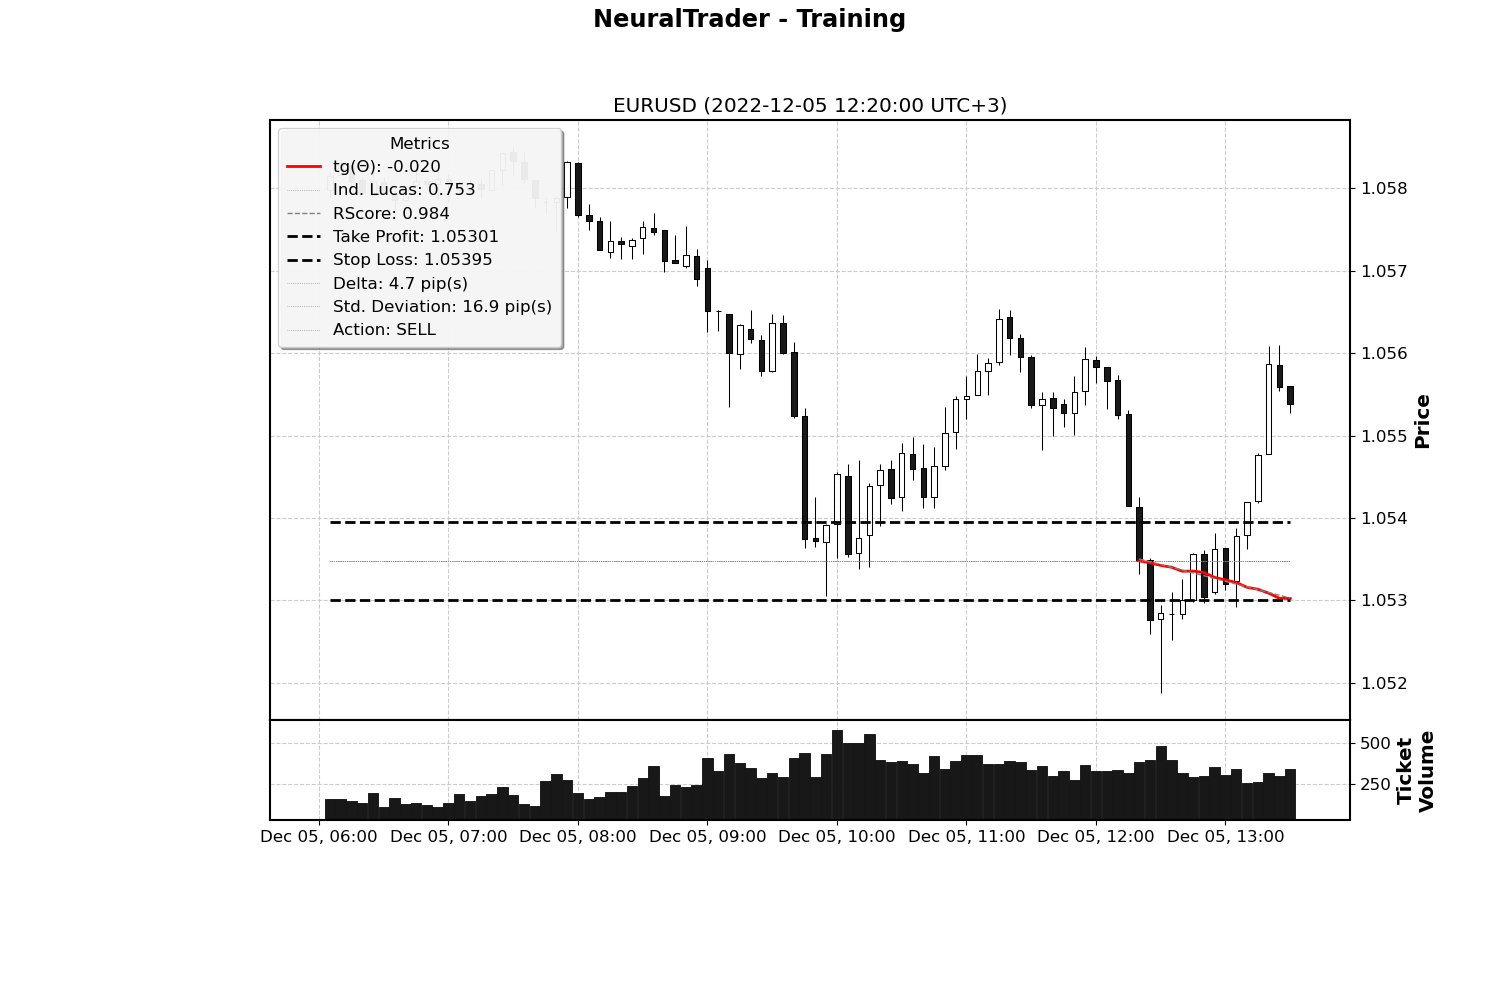 NeuralTrader - Training
EURUSD (2022-12-05 12:20:00 UTC+3)
Metrics
tg(Θ): -0.020
Ind. Lucas: 0.753
RScore: 0.984
Take Profit: 1.05301
Stop Loss: 1.05395
Delta: 4.7 pip(s)
Std. Deviation: 16.9 pip(s)
Action: SELL
1.058
1.057
1.056
1.055
1.054
1.053
1.052
Price
500
250
Ticket
Volume
Dec 05, 06:00
Dec 05, 07:00
Dec 05, 08:00
Dec 05, 09:00
Dec 05, 10:00
Dec 05, 11:00
Dec 05, 12:00
Dec 05, 13:00